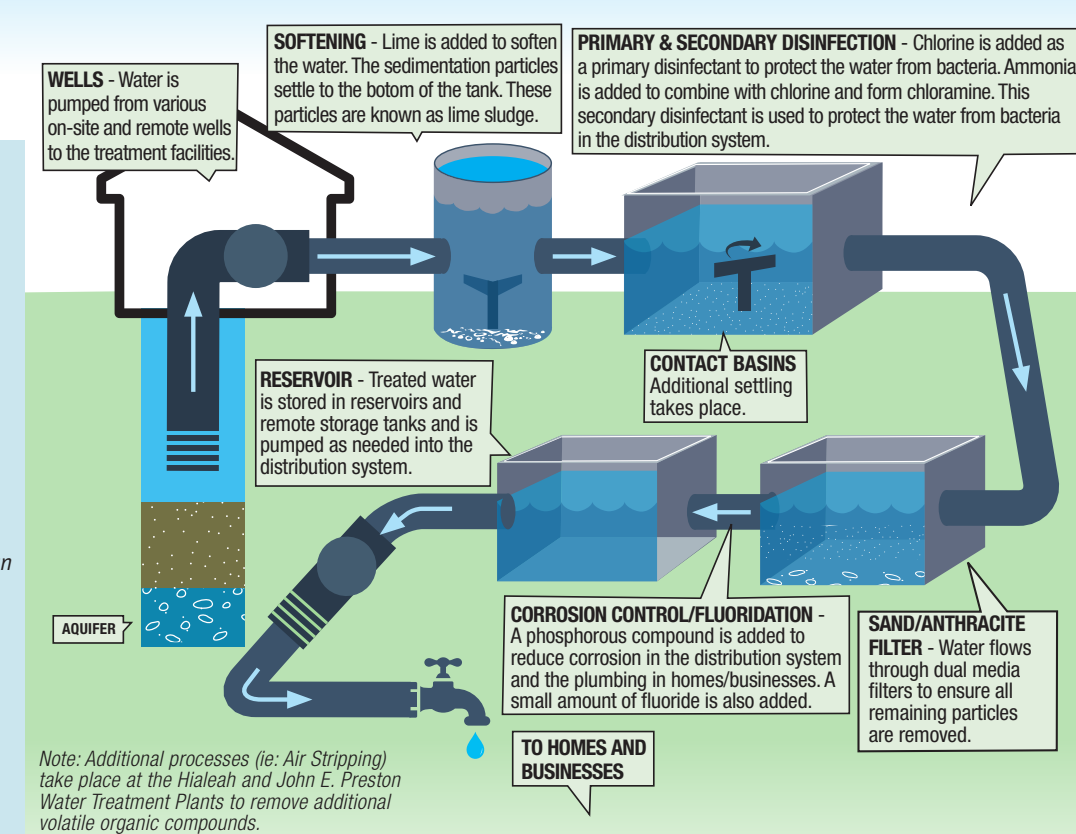 WELLS - Water is
pumped from various
on-site and remote wells
to the treatment facilities.
SOFTENING - Lime is added to soften
the water. The sedimentation particles
settle to the botom of the tank. These
particles are known as lime sludge.
PRIMARY & SECONDARY DISINFECTION - Chlorine is added as
a primary disinfectant to protect the water from bacteria. Ammonia
is added to combine with chlorine and form chloramine. This
secondary disinfectant is used to protect the water from bacteria
in the distribution system.
CONTACT BASINS
Additional settling
takes place.
RESERVOIR - Treated water
is stored in reservoirs and
remote storage tanks and is
pumped as needed into the
distribution system.
n
AQUIFER
CORROSION CONTROL/FLUORIDATION -
A phosphorous compound is added to
reduce corrosion in the distribution system
and the plumbing in homes/businesses. A
small amount of fluoride is also added.
SAND/ANTHRACITE
FILTER - Water flows
through dual media
filters to ensure all
remaining particles
are removed.
TO HOMES AND
BUSINESSES
Note: Additional processes (ie: Air Stripping)
take place at the Hialeah and John E. Preston
Water Treatment Plants to remove additional
volatile organic compounds.